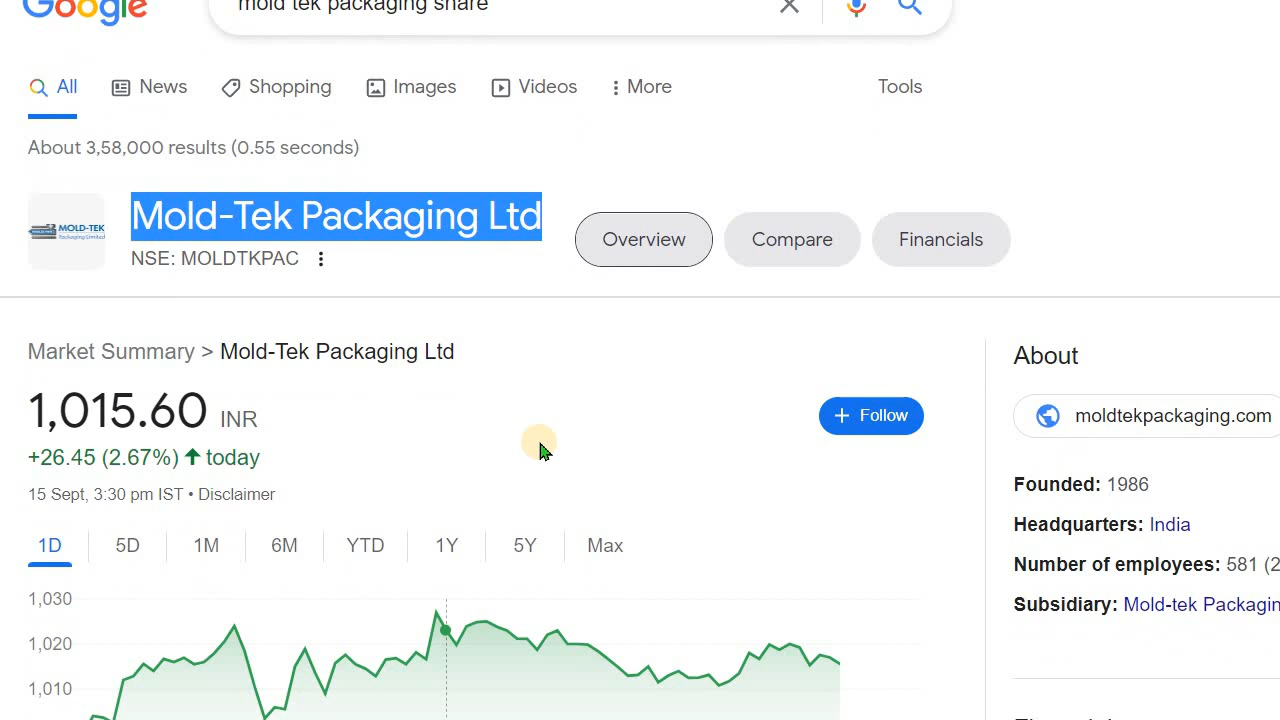 Google
mold tek packaging share
All News Shopping Images Videos More Tools
About 3,58,000 results (0.55 seconds)
MOLD-TEK
Packaging Limited
Mold-Tek Packaging Ltd
NSE: MOLDTKPAC
Overview Compare Financials
Market Summary > Mold-Tek Packaging Ltd
1,015.60 INR
+26.45 (2.67%) ↑ today
15 Sept, 3:30 pm IST • Disclaimer
+ Follow
1D 5D 1M 6M YTD 1Y 5Y Max
1,030
1,020
1,010
About
moldtekpackaging.com
Founded: 1986
Headquarters: India
Number of employees: 581 (2
Subsidiary: Mold-tek Packagin